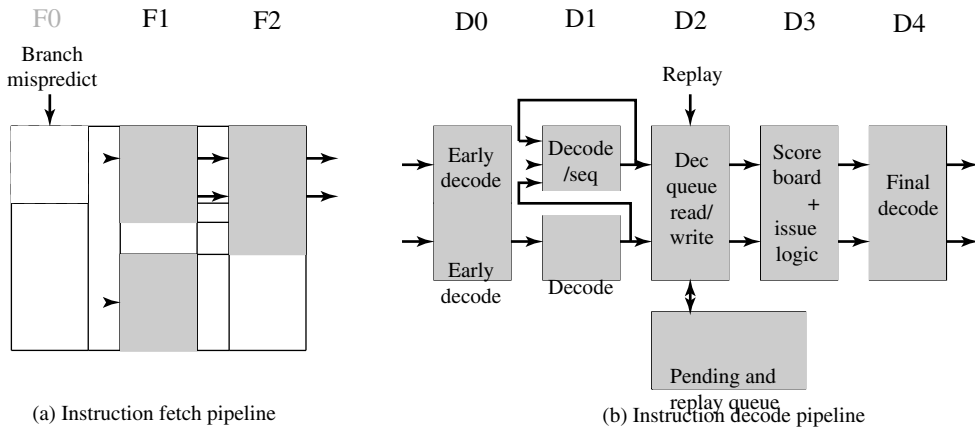 F0
F1
F2
D0
D1
D2
D3
D4
Branch
mispredict
Replay
Early
decode
Early
decode
Decode
/seq
Decode
Dec
queue
read/
write
Score
board
+
issue
logic
Final
decode
Pending and
replay queue
(a) Instruction fetch pipeline
(b) Instruction decode pipeline